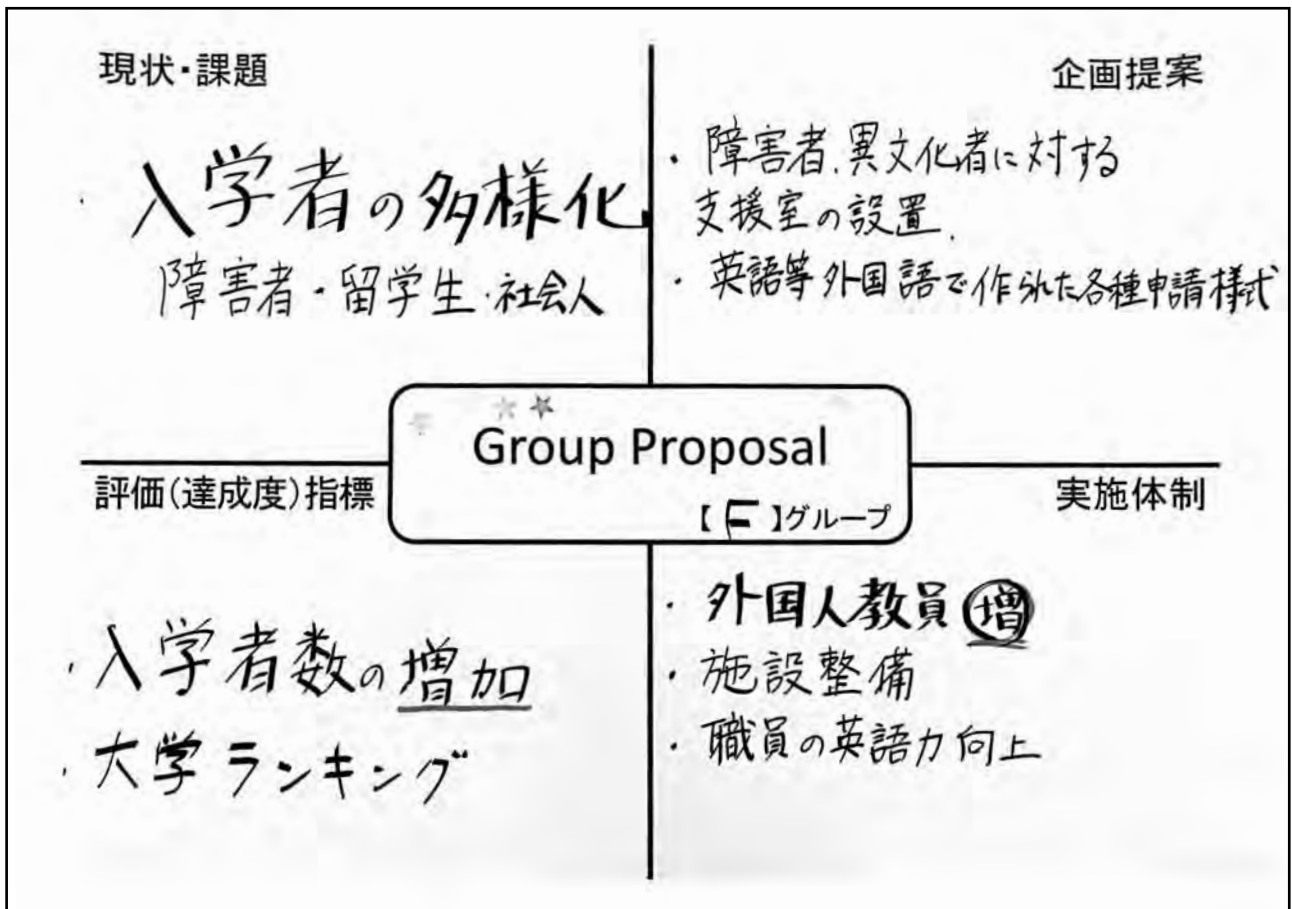 現状・課題
・入学者の多様化
障害者・留学生・社会人
企画提案
・障害者、異文化者に対する
支援室の設置、
・英語等外国語で作られた各種申請様式
Group Proposal
【F】グループ
評価(達成度)指標
・入学者数の増加
・大学ランキング
実施体制
・外国人教員 増
・施設整備
・職員の英語力向上